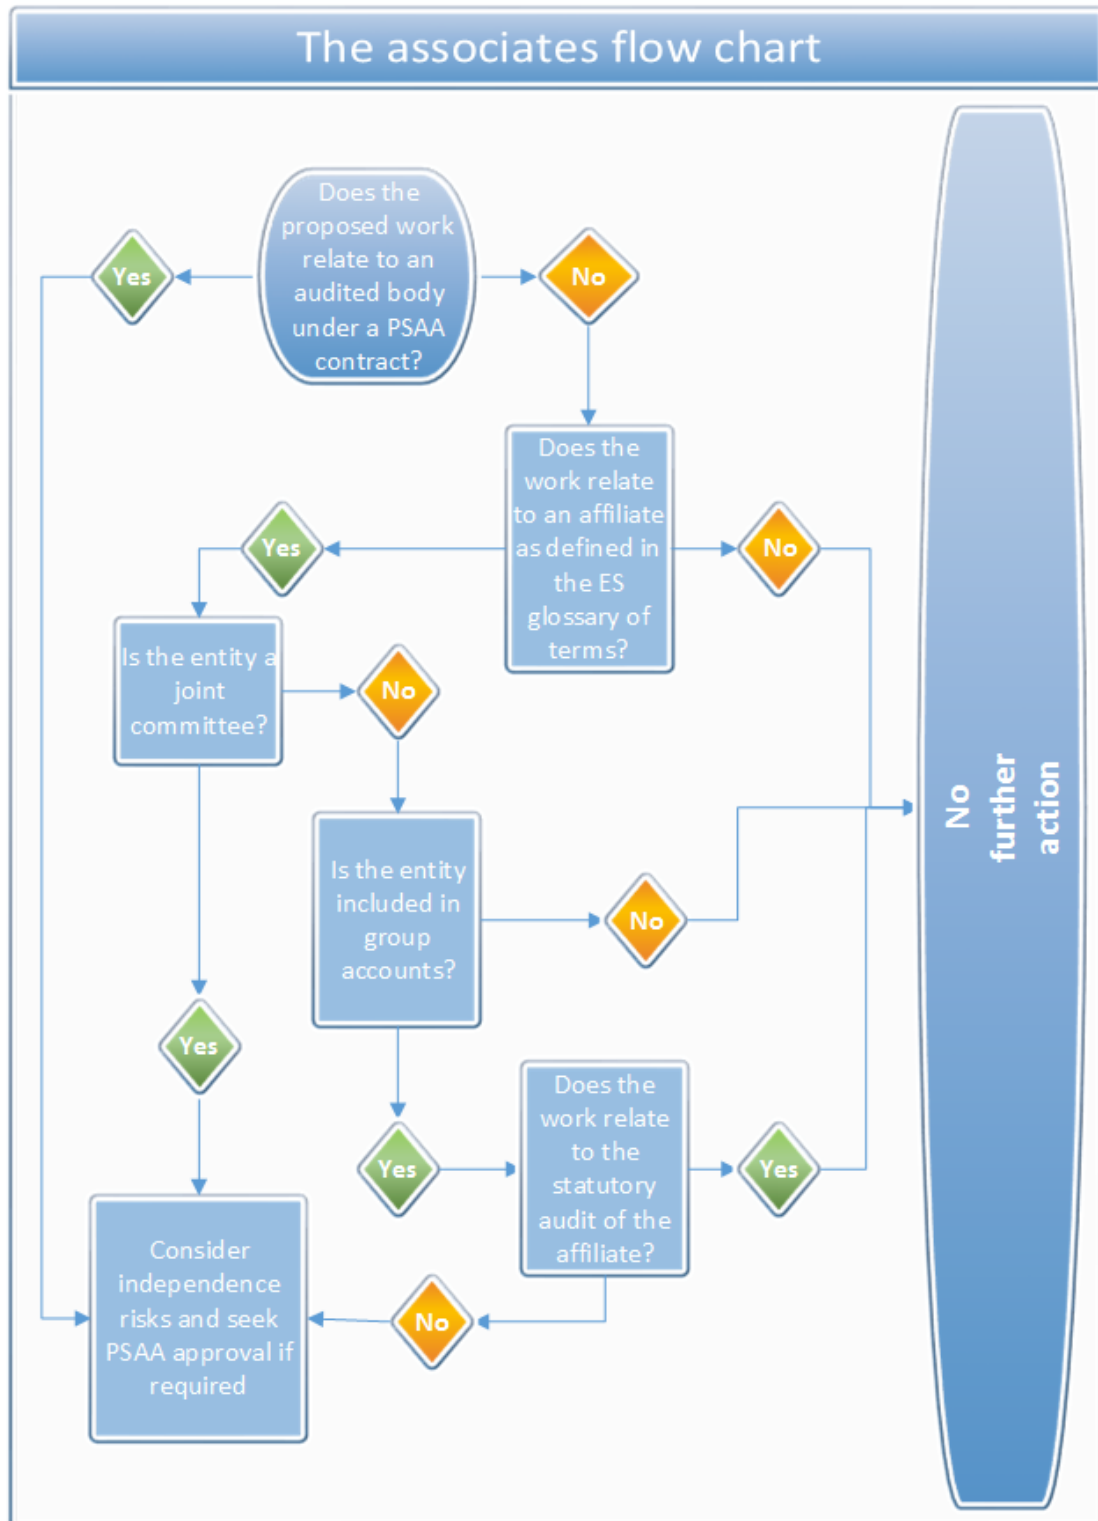 The associates flow chart
Does the
proposed work
relate to an
audited body
under a PSAA
contract?
Yes
No
Does the
work relate
to an affiliate
as defined in
the ES
glossary of
terms?
Yes
No
Is the entity a
joint
committee?
No
Is the entity
included in
group
accounts?
No
No
further
action
Yes
Yes
Does the
work relate
to the
statutory
audit of the
affiliate?
Yes
No
Consider
independence
risks and seek
PSAA approval if
required